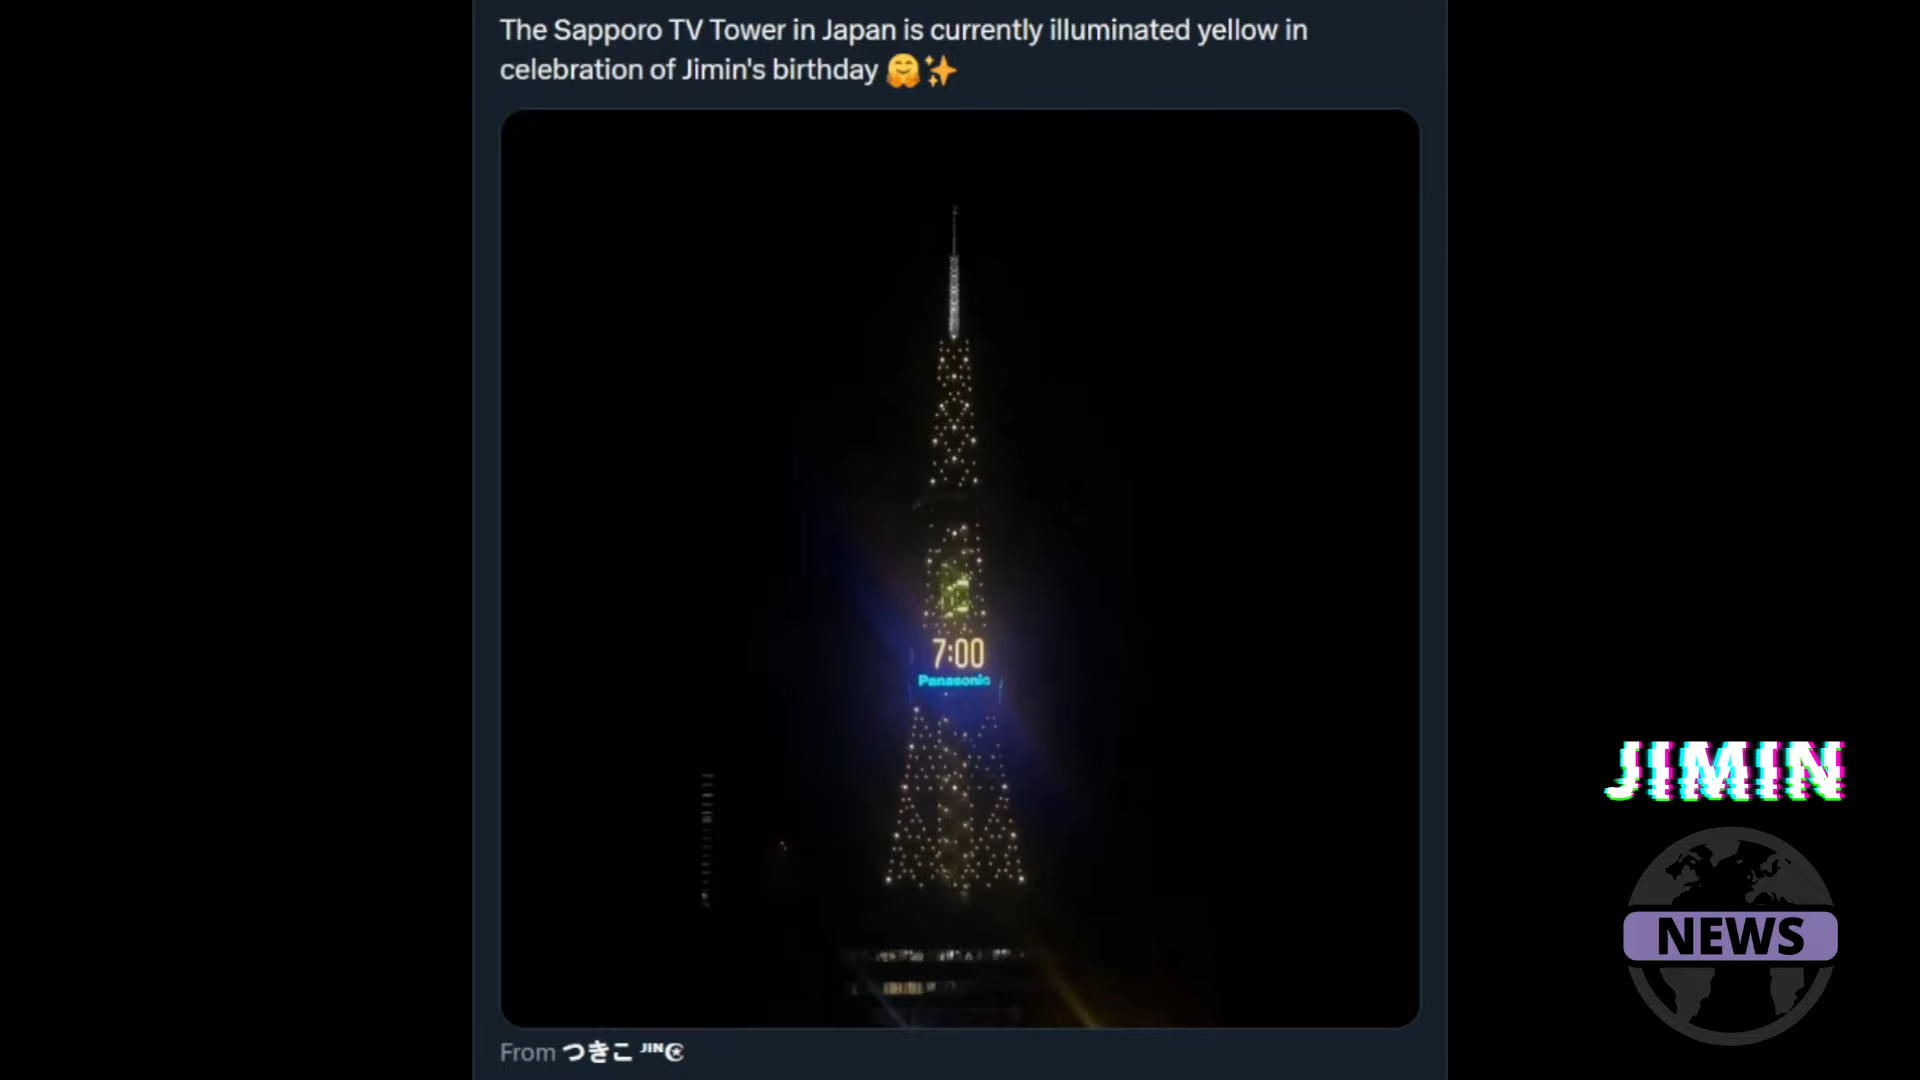 The Sapporo TV Tower in Japan is currently illuminated yellow in
celebration of Jimin's birthday 🤗✨
7:00
Panasonic
JIMIN
NEWS
From つきこ ᴶᴵᴺ☪